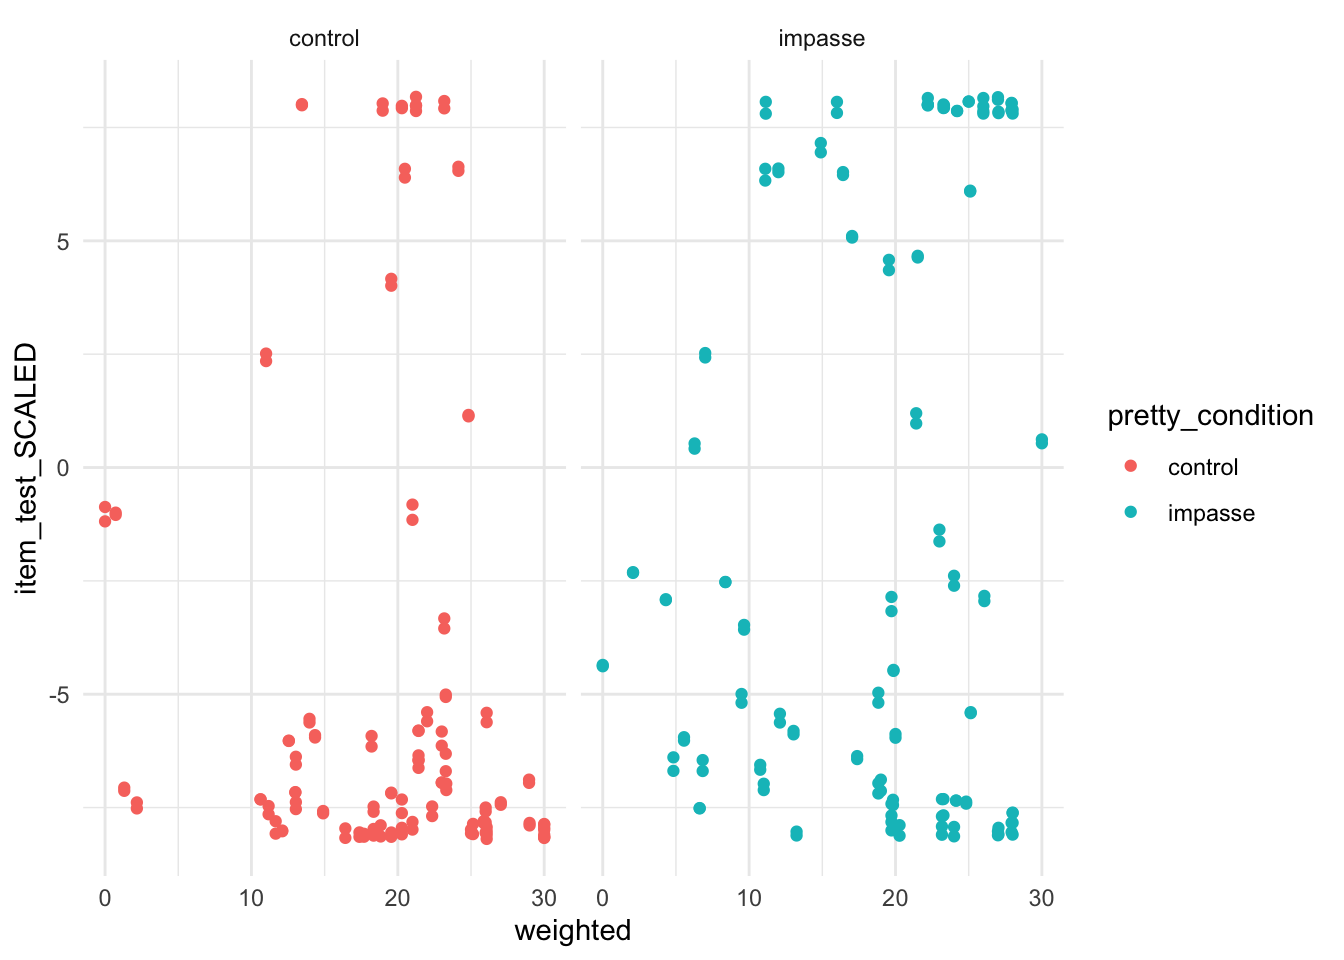 control
impasse
5
0
-5
item_test_SCALED
0 10 20 30
0 10 20 30
weighted
pretty_condition
control
impasse